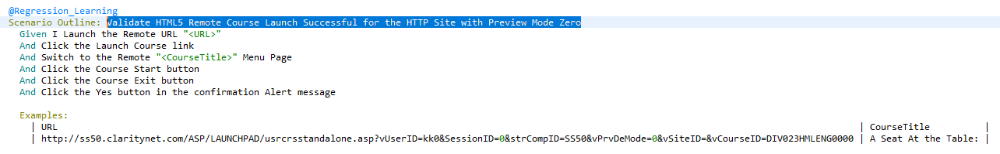 @Regression_Learning
Scenario Outline: Validate HTML5 Remote Course Launch Successful for the HTTP Site with Preview Mode Zero
Given I Launch the Remote URL "<URL>"
And Click the Launch Course link
And Switch to the Remote "<CourseTitle>" Menu Page
And Click the Course Start button
And Click the Course Exit button
And Click the Yes button in the confirmation Alert message
Examples:
| URL | CourseTitle |
| http://ss50.claritynet.com/ASP/LAUNCHPAD/usrcrsstandalone.asp?vUserID=kk0&SessionID=0&strCompID=SS50&vPrvDeMode=0&vSiteID=&vCourseID=DIV023HMLENG0000 | A Seat At the Table: |